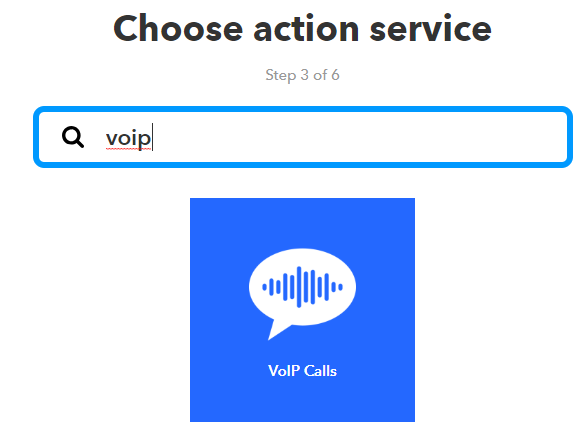 Choose action service
Step 3 of 6
voip
VoIP Calls